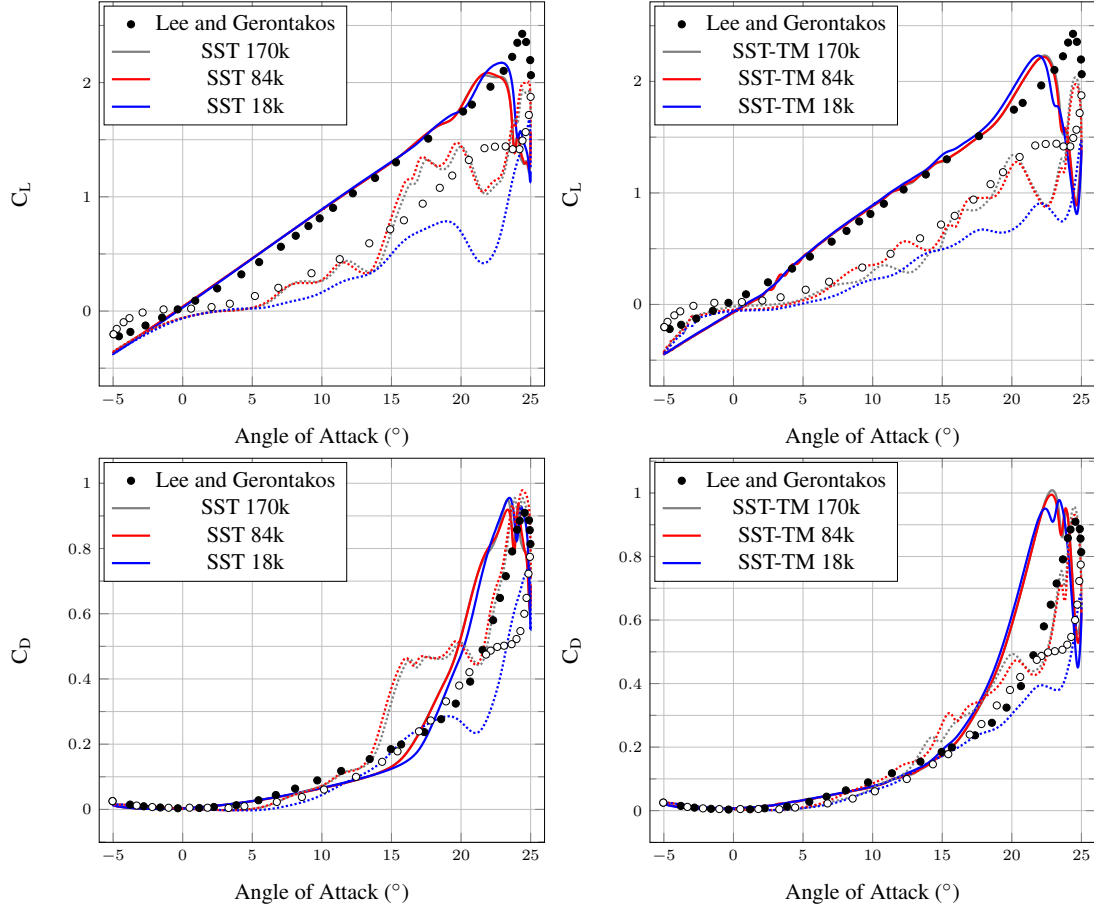 Lee and Gerontakos
SST 170k
SST 84k
SST 18k
2
1
0
C_L
−5 0 5 10 15 20 25
Angle of Attack (°)
Lee and Gerontakos
SST-TM 170k
SST-TM 84k
SST-TM 18k
2
1
0
C_L
−5 0 5 10 15 20 25
Angle of Attack (°)
Lee and Gerontakos
SST 170k
SST 84k
SST 18k
1
0.8
0.6
0.4
0.2
0
C_D
−5 0 5 10 15 20 25
Angle of Attack (°)
Lee and Gerontakos
SST-TM 170k
SST-TM 84k
SST-TM 18k
1
0.8
0.6
0.4
0.2
0
C_D
−5 0 5 10 15 20 25
Angle of Attack (°)